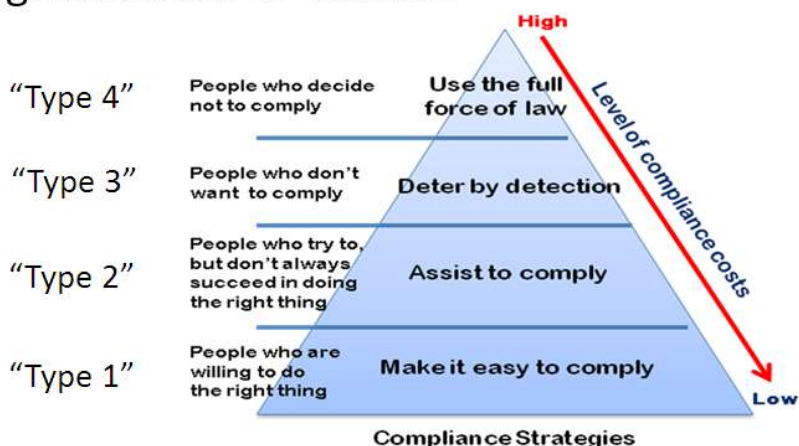 High
"Type 4"
People who decide
not to comply
Use the full
force of law
"Type 3"
People who don't
want to comply
Deter by detection
"Type 2"
People who try to,
but don't always
succeed in doing
the right thing
Assist to comply
"Type 1"
People who are
willing to do
the right thing
Make it easy to comply
Level of compliance costs
Low
Compliance Strategies